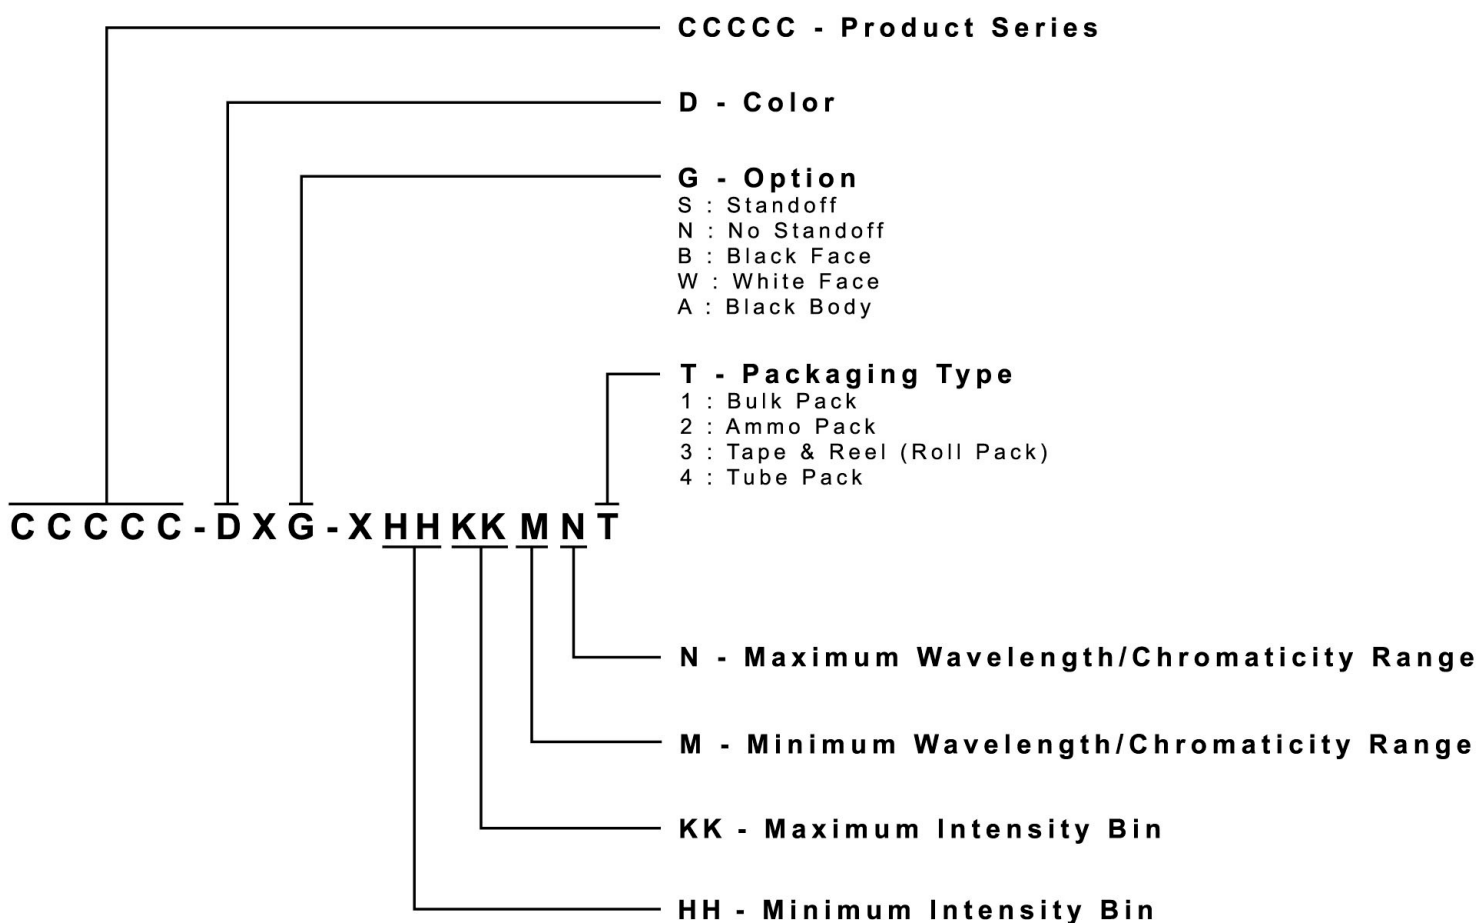 CCCCC - Product Series
D - Color
G - Option
S : Standoff
N : No Standoff
B : Black Face
W : White Face
A : Black Body
T - Packaging Type
1 : Bulk Pack
2 : Ammo Pack
3 : Tape & Reel (Roll Pack)
4 : Tube Pack
CCCCC-DXG-XHHKKMNT
N - Maximum Wavelength/Chromaticity Range
M - Minimum Wavelength/Chromaticity Range
KK - Maximum Intensity Bin
HH - Minimum Intensity Bin